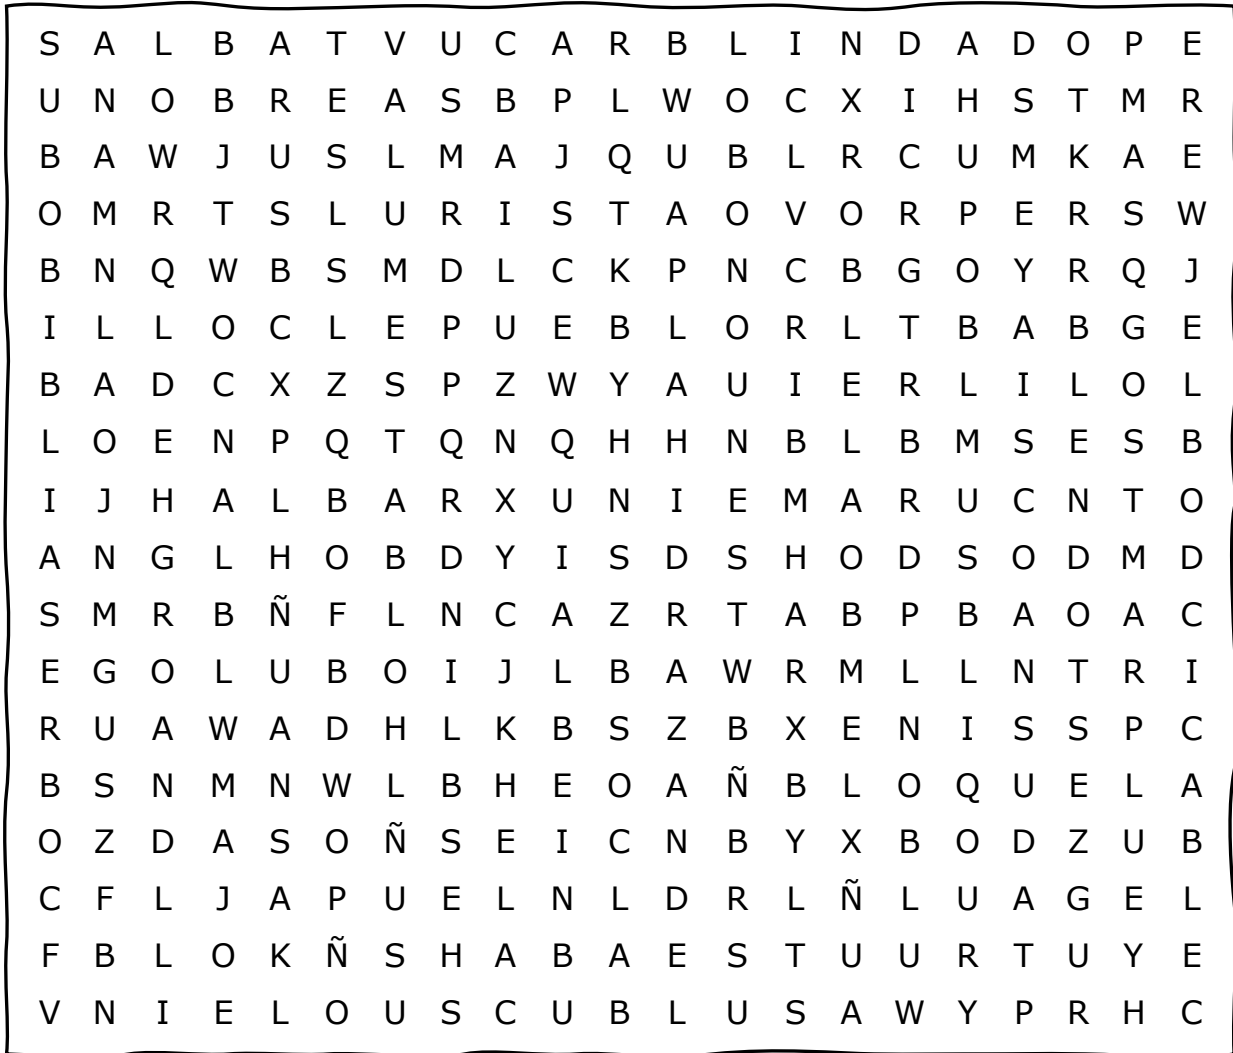 S A L B A T V U C A R B L I N D A D O P E
U N O B R E A S B P L W O C X I H S T M R
B A W J U S L M A J Q U B L R C U M K A E
O M R T S L U R I S T A O V O R P E R S W
B N Q W B S M D L C K P N C B G O Y R Q J
I L L O C L E P U E B L O R L T B A B G E
B A D C X Z S P Z W Y A U I E R L I L O L
L O E N P Q T Q N Q H H N B L B M S E S B
I J H A L B A R X U N I E M A R U C N T O
A N G L H O B D Y I S D S H O D S O D M D
S M R B Ñ F L N C A Z R T A B P B A O A C
E G O L U B O I J L B A W R M L L N T R I
R U A W A D H L K B S Z B X E N I S S P C
B S N M N W L B H E O A Ñ B L O Q U E L A
O Z D A S O Ñ S E I C N B Y X B O D Z U B
C F L J A P U E L N L D R L Ñ L U A G E L
F B L O K Ñ S H A B A E S T U U R T U Y E
V N I E L O U S C U B L U S A W Y P R H C